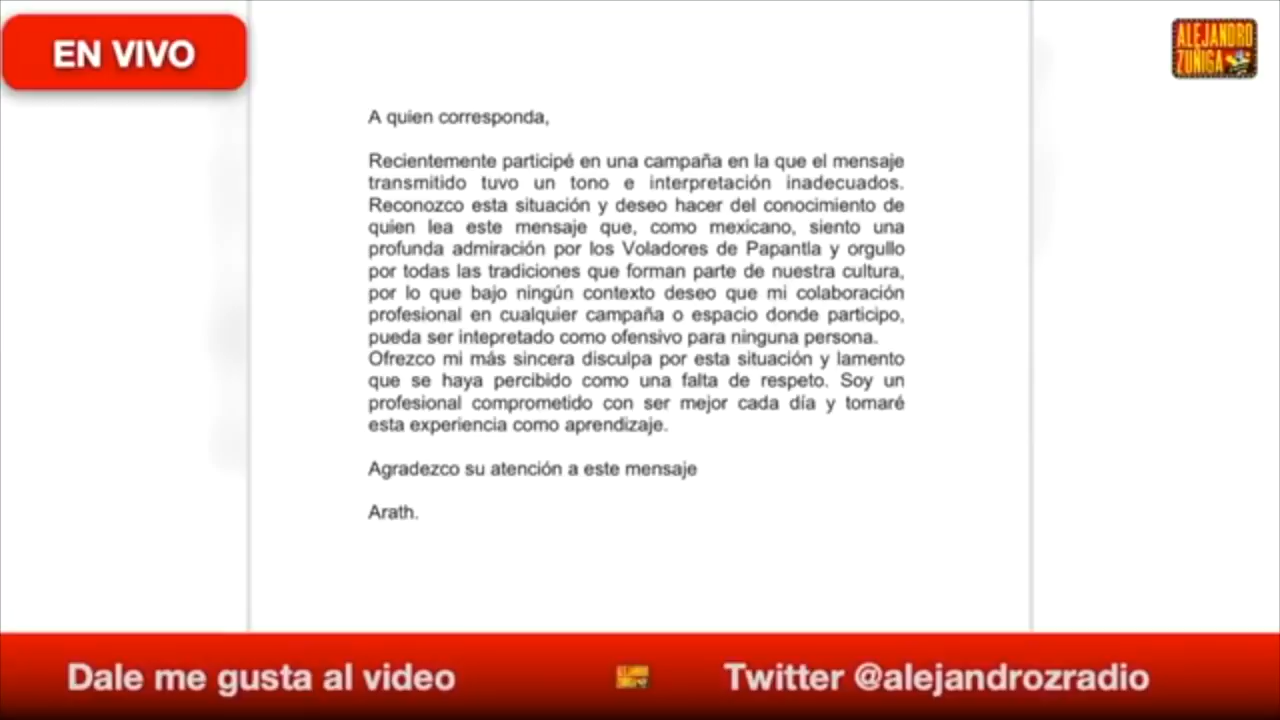 EN VIVO
ALEJANDRO
ZUÑIGA
A quien corresponda,
Recientemente participé en una campaña en la que el mensaje
transmitido tuvo un tono e interpretación inadecuados.
Reconozco esta situación y deseo hacer del conocimiento de
quien lea este mensaje que, como mexicano, siento una
profunda admiración por los Voladores de Papantla y orgullo
por todas las tradiciones que forman parte de nuestra cultura,
por lo que bajo ningún contexto deseo que mi colaboración
profesional en cualquier campaña o espacio donde participo,
pueda ser intepretado como ofensivo para ninguna persona.
Ofrezco mi más sincera disculpa por esta situación y lamento
que se haya percibido como una falta de respeto. Soy un
profesional comprometido con ser mejor cada día y tomaré
esta experiencia como aprendizaje.
Agradezco su atención a este mensaje
Arath.
Dale me gusta al video
Twitter @alejandrozradio